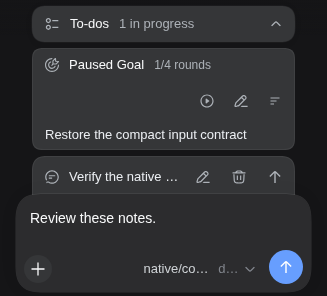 To-dos 1 in progress
Paused Goal 1/4 rounds
Restore the compact input contract
Verify the native ...
Review these notes.
native/co... d...